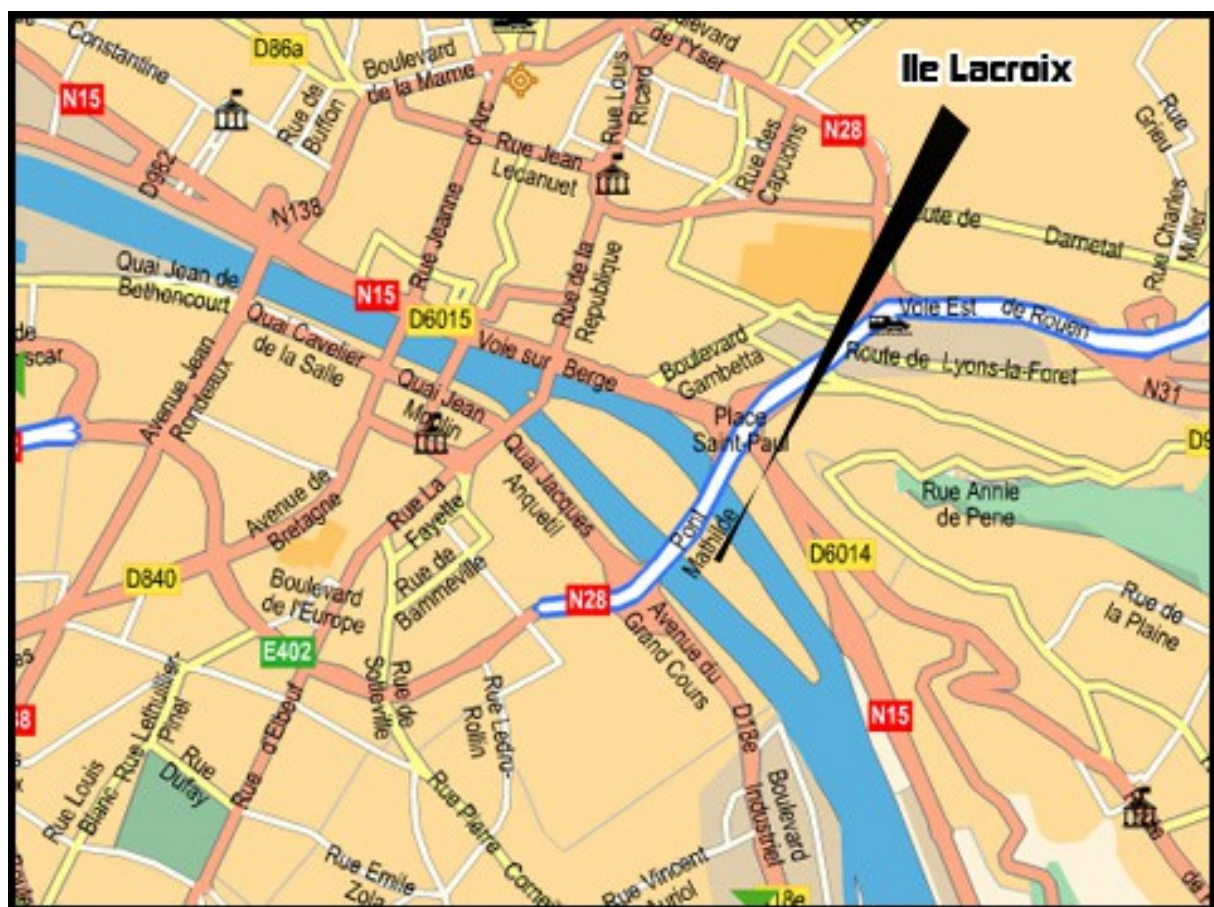 Constantine
D86a
Boulevard
de la Marne
Boulevard
de l'Yser
Ile Lacroix
N15
Rue de
Buffon
d'Arc
Rue Louis
Ricard
Rue Jean
Lecanuet
Rue des
Capucins
N28
Rue
Grieu
D982
N138
Rue Jeanne
Rue de la
Republique
Route de
Darnetal
Rue Charles
Muller
Quai Jean de
Bethencourt
N15
D6015
Quai Cavelier
de la Salle
Voie sur
Berge
Voie Est
de Rouen
Boulevard
Gambetta
Route de
Lyons-la-Foret
N31
de
scar
Avenue Jean
Rondeaux
Quai Jean
Moulin
Place
Saint-Paul
D9
Quai Jacques
Anquetil
Rue Annie
de Pene
Avenue de
Bretagne
Rue La
Fayette
Pont
Mathilde
D6014
D840
Boulevard
de l'Europe
Rue de
Bammeville
N28
Rue de
la Plaine
E402
Avenue du
Grand Cours
Rue Lethuillier-
Pinel
Rue de
Sotteville
Rue Ledru-
Rollin
38
D18e
N15
Rue
Dufay
Rue
d'Elbeuf
Rue Louis
Blanc
Rue Pierre
Corneil
Boulevard
Industriel
Rue Emile
Zola
Rue Vincent
Auriol
18e